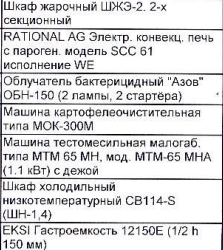 Шкаф жарочный ШЖЭ-2. 2-х
секционный
RATIONAL AG Электр. конвекц. печь
с пароген. модель SCC 61
исполнение WE
Облучатель бактерицидный "Азов"
ОБН-150 (2 лампы, 2 стартёра)
Машина картофелеочистительная
типа МОК-300М
Машина тестомесильная малогаб.
типа МТМ 65 МН, мод. МТМ-65 МНА
(1.1 кВт) с дежой
Шкаф холодильный
низкотемпературный CB114-S
(ШН-1,4)
EKSI Гастроемкость 12150E (1/2 h
150 мм)